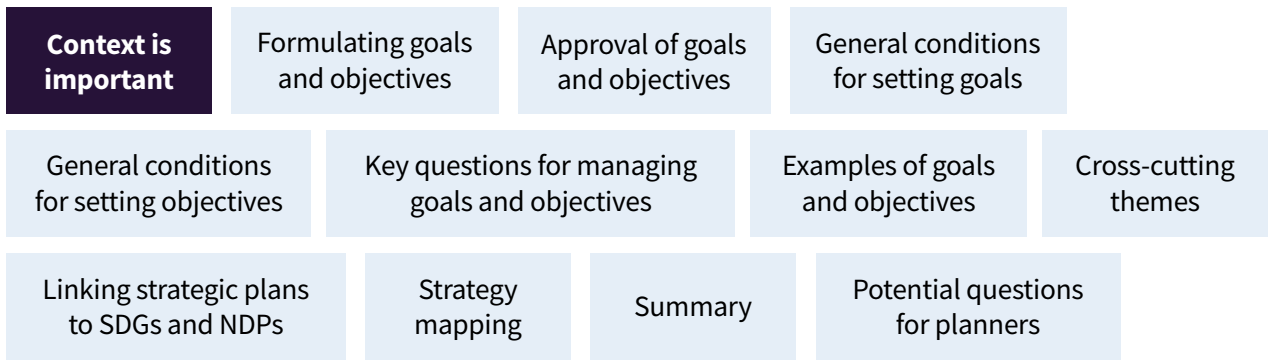 Context is
important
Formulating goals
and objectives
Approval of goals
and objectives
General conditions
for setting goals
General conditions
for setting objectives
Key questions for managing
goals and objectives
Examples of goals
and objectives
Cross-cutting
themes
Linking strategic plans
to SDGs and NDPs
Strategy
mapping
Summary
Potential questions
for planners